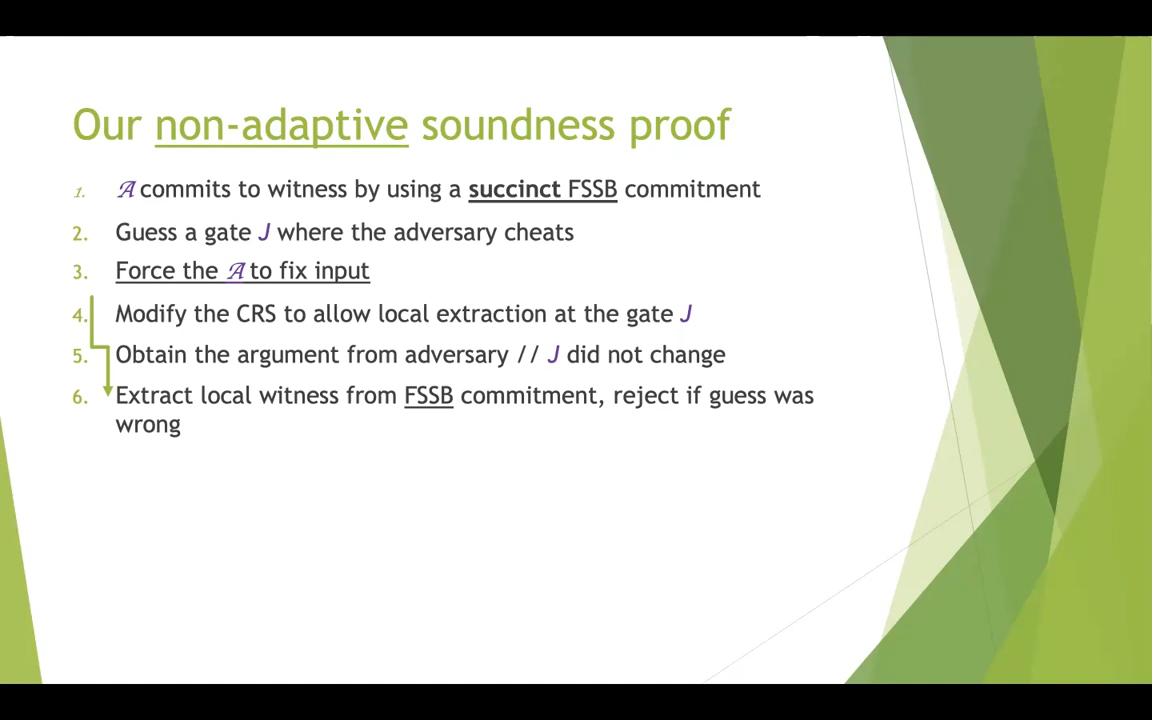 Our non-adaptive soundness proof
1. 𝒜 commits to witness by using a succinct FSSB commitment
2. Guess a gate J where the adversary cheats
3. Force the 𝒜 to fix input
4. Modify the CRS to allow local extraction at the gate J
5. Obtain the argument from adversary // J did not change
6. Extract local witness from FSSB commitment, reject if guess was
wrong